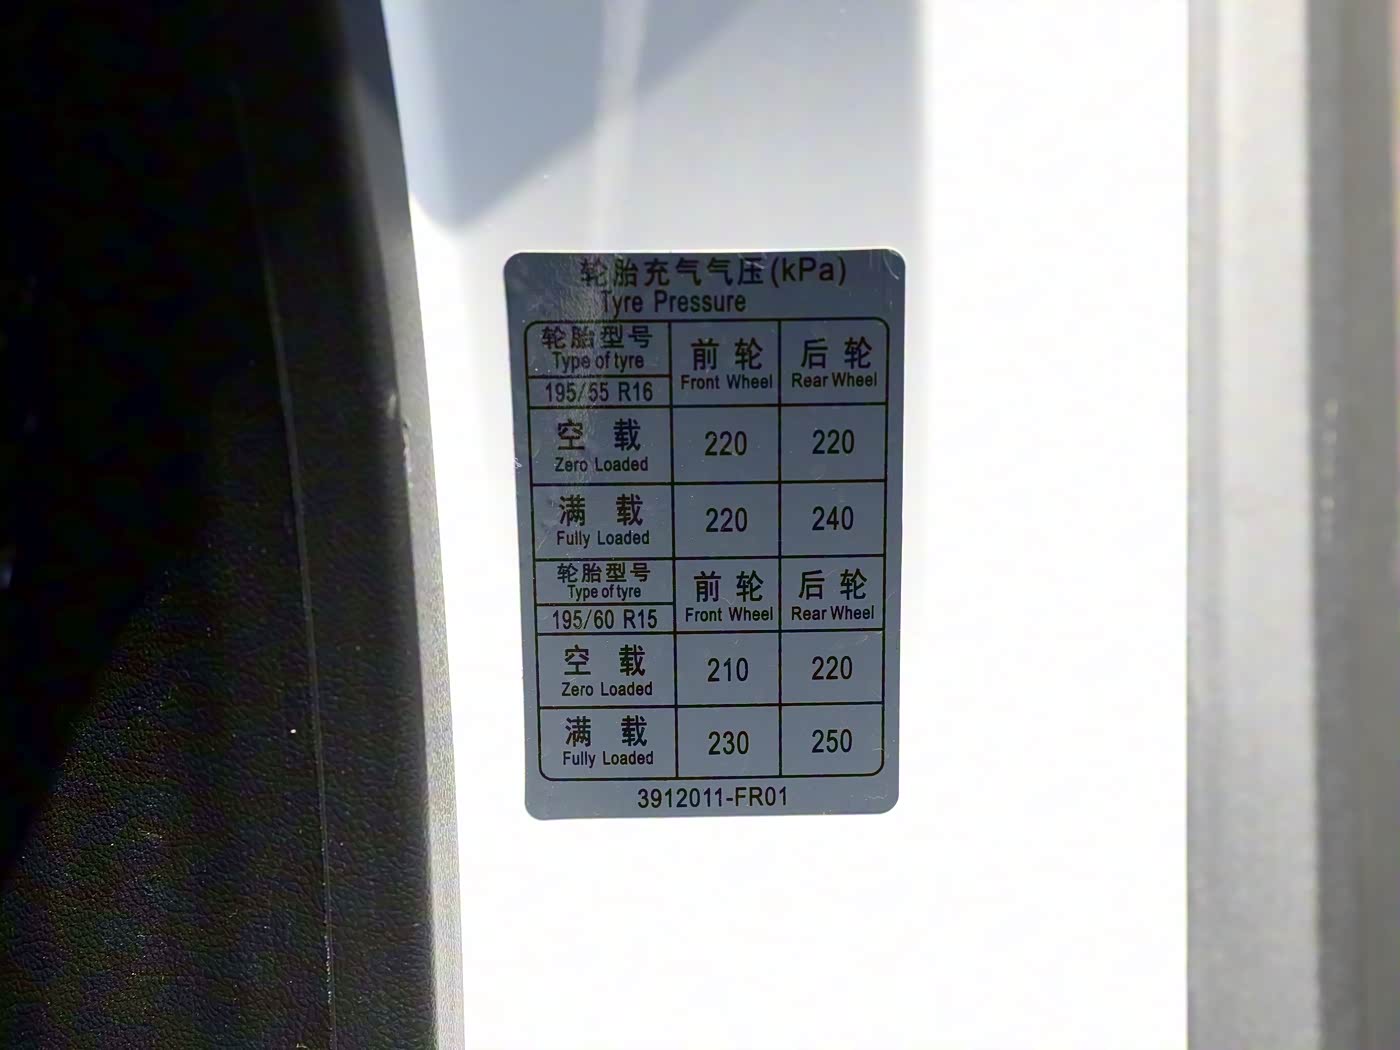 轮胎充气气压(kPa)
Tyre Pressure
轮胎型号
Type of tyre
195/55 R16
前 轮
Front Wheel
后 轮
Rear Wheel
空 载
Zero Loaded
220
220
满 载
Fully Loaded
220
240
轮胎型号
Type of tyre
195/60 R15
前 轮
Front Wheel
后 轮
Rear Wheel
空 载
Zero Loaded
210
220
满 载
Fully Loaded
230
250
3912011-FR01